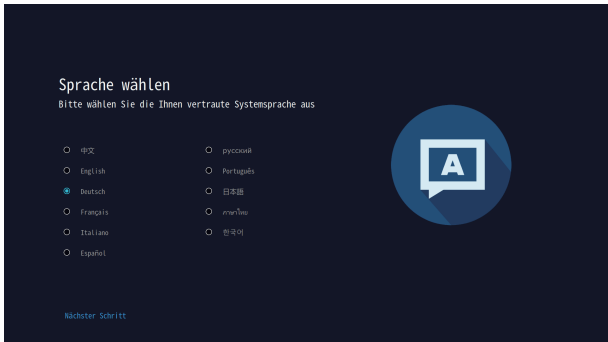 Sprache wählen
Bitte wählen Sie die Ihnen vertraute Systemsprache aus
中文
English
Deutsch
Français
Italiano
Español
русский
Português
日本語
ภาษาไทย
한국어
A
Nächster Schritt